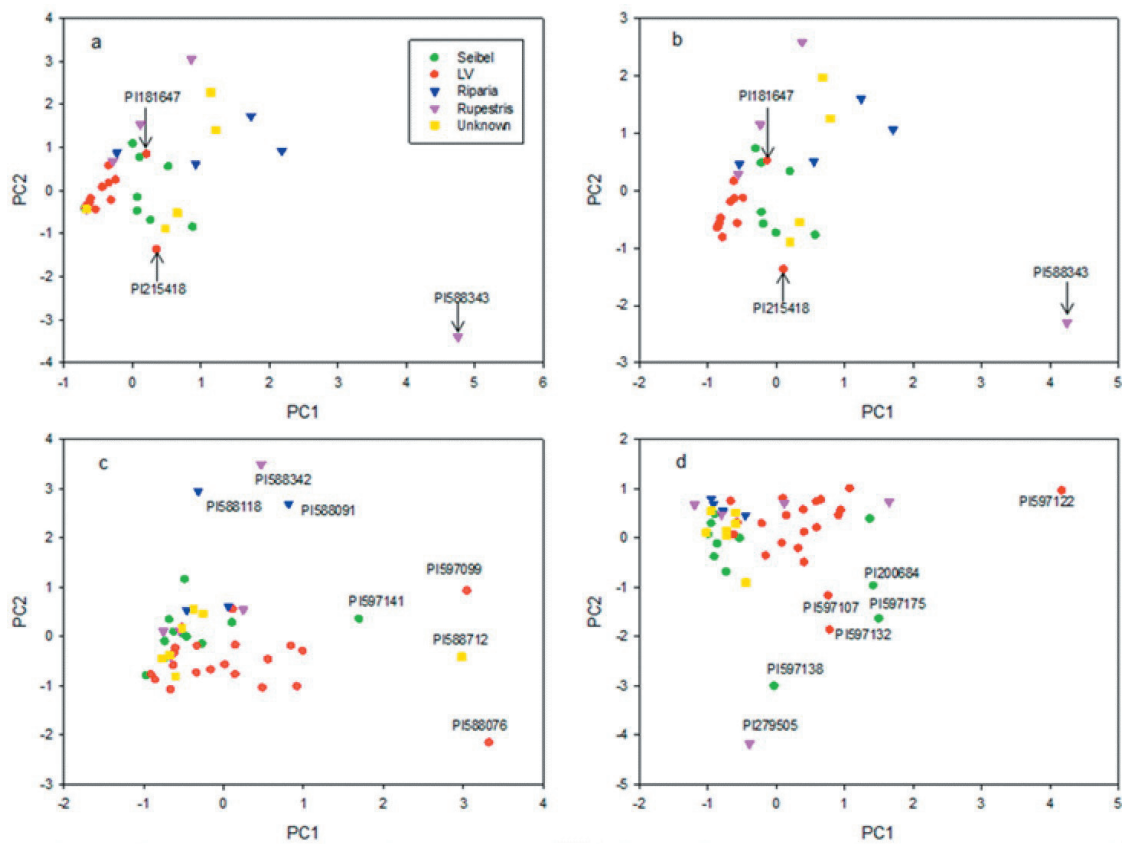 a
Seibel
LV
Riparia
Rupestris
Unknown
PI181647
PI215418
PI588343
4
3
2
1
0
-1
-2
-3
-4
PC2
-1 0 1 2 3 4 5 6
PC1
b
PI181647
PI588343
PI215418
3
2
1
0
-1
-2
-3
PC2
-2 -1 0 1 2 3 4 5
PC1
c
PI588342
PI588118
PI588091
PI597099
PI597141
PI588712
PI588076
4
3
2
1
0
-1
-2
-3
PC2
-2 -1 0 1 2 3 4
PC1
d
PI597122
PI200684
PI597107
PI597175
PI597132
PI597138
PI279505
2
1
0
-1
-2
-3
-4
-5
PC2
-2 -1 0 1 2 3 4 5
PC1